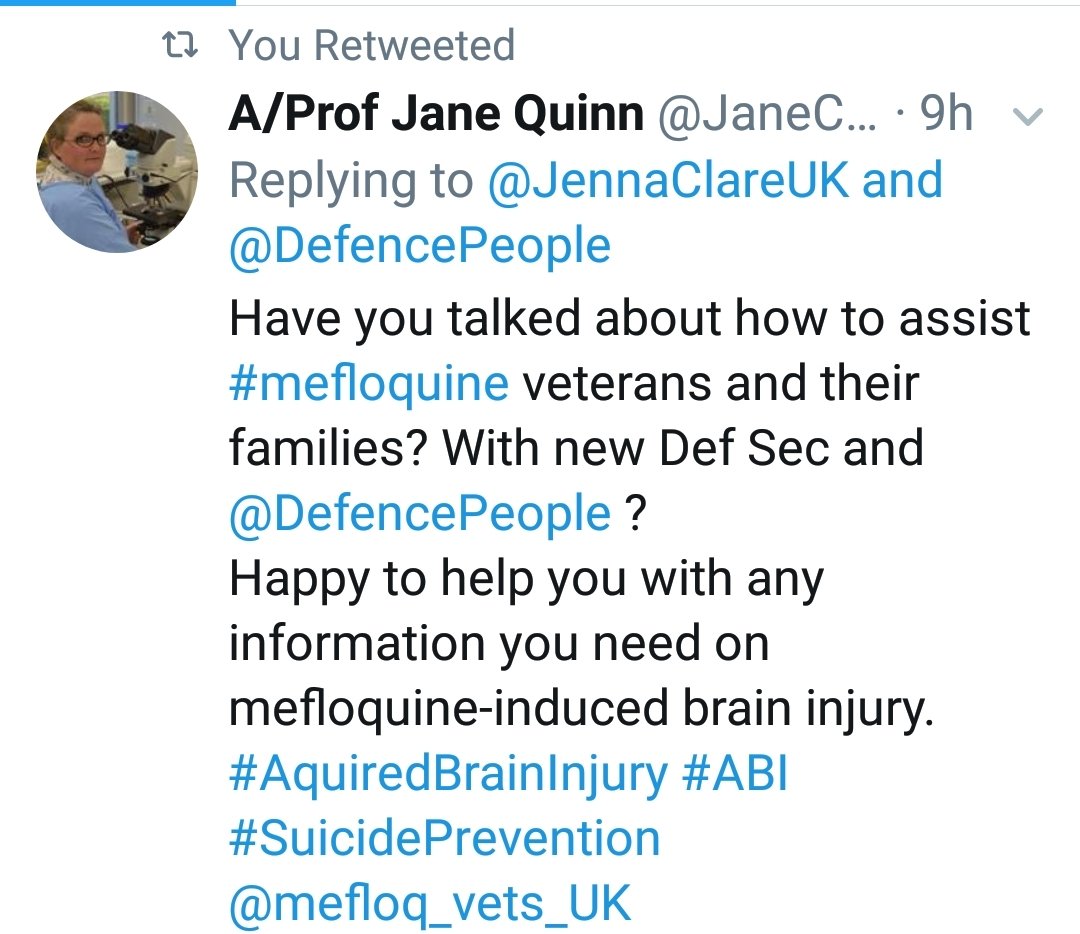 You Retweeted
A/Prof Jane Quinn @JaneC... · 9h
Replying to @JennaClareUK and
@DefencePeople
Have you talked about how to assist
#mefloquine veterans and their
families? With new Def Sec and
@DefencePeople ?
Happy to help you with any
information you need on
mefloquine-induced brain injury.
#AquiredBrainInjury #ABI
#SuicidePrevention
@mefloq_vets_UK